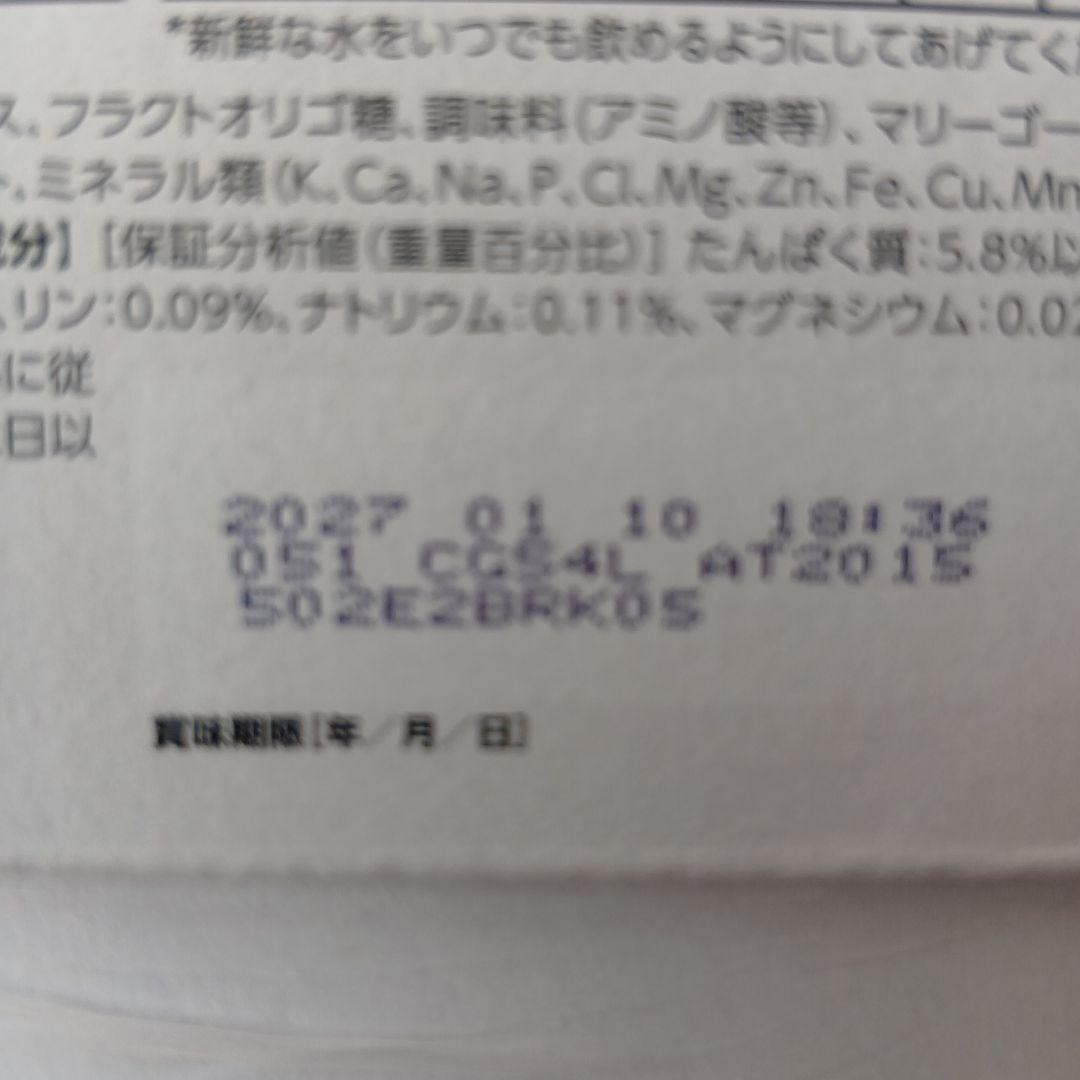 *新鮮な水をいつでも飲めるようにしてあげてくだ
ス、フラクトオリゴ糖、調味料(アミノ酸等)、マリーゴー
、ミネラル類(K、Ca、Na、P、Cl、Mg、Zn、Fe、Cu、Mn
分】 [保証分析値(重量百分比)] たんぱく質:5.8%以
、リン:0.09%、ナトリウム:0.11%、マグネシウム:0.02
に従
日以
2027 01 10 18:36
051 CGS4L AT2015
502E2BRK05
賞味期限[年/月/日]